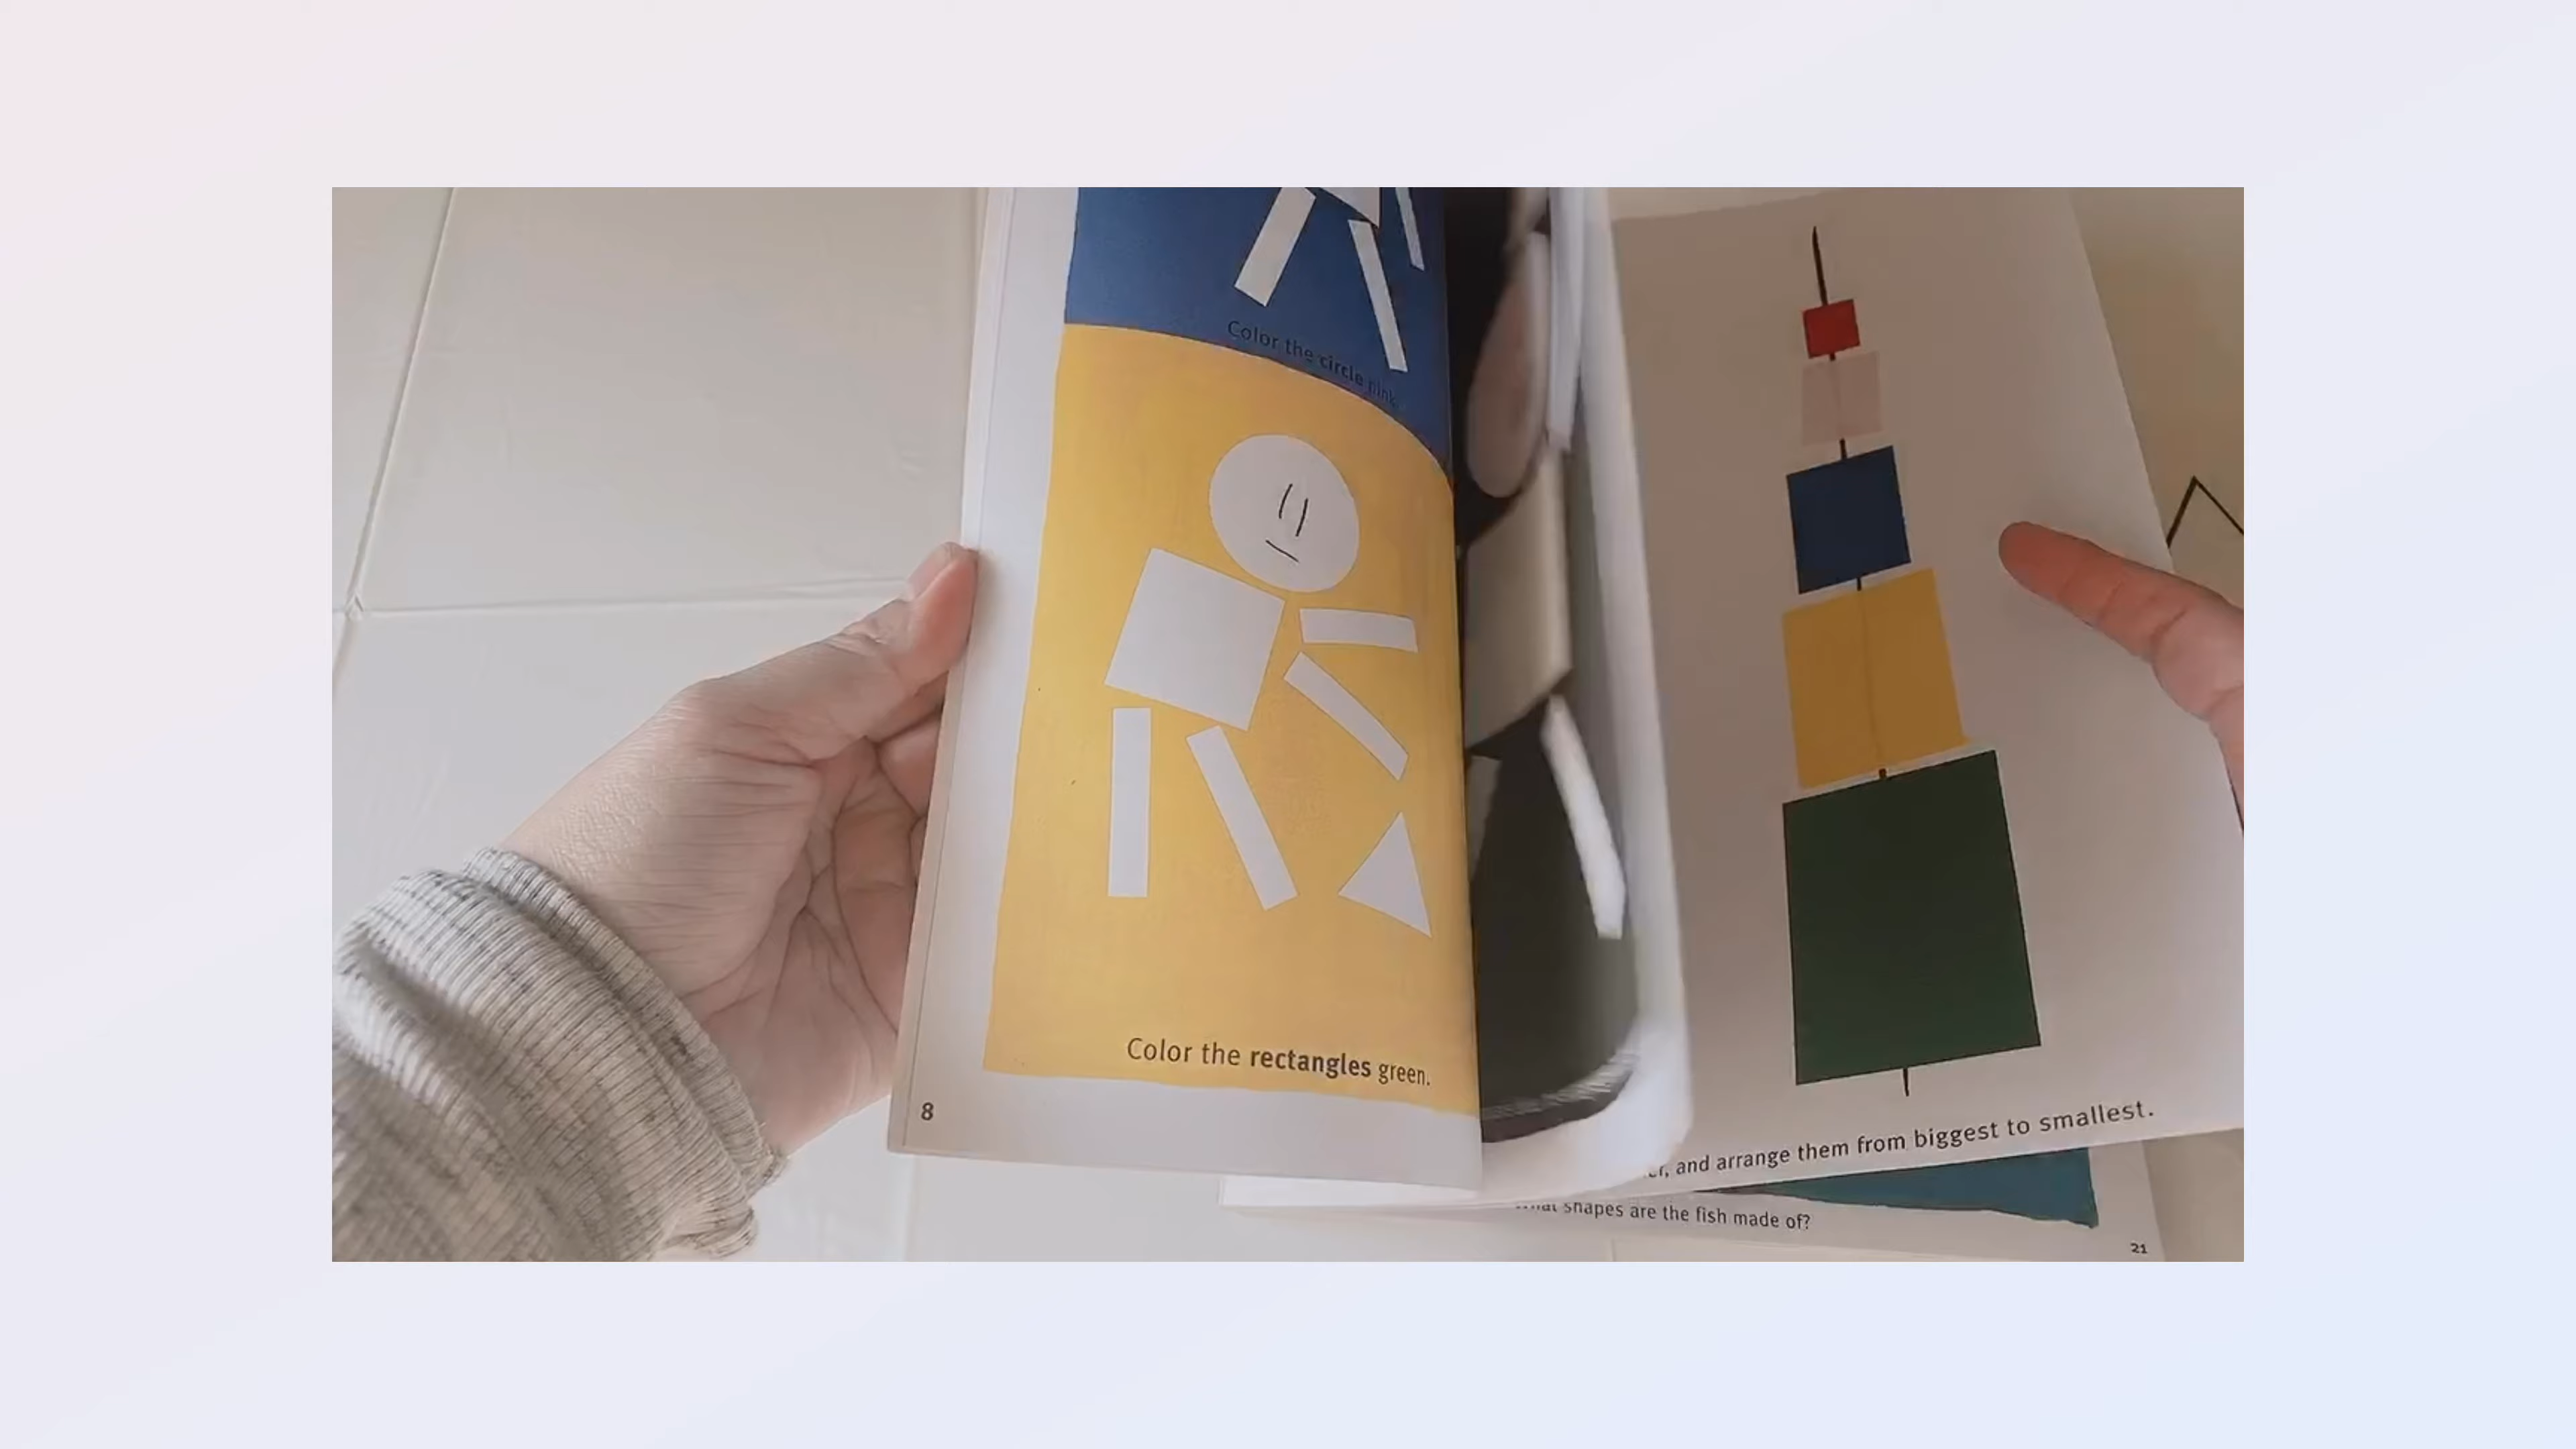 Color the circle pink.
Color the rectangles green.
8
and arrange them from biggest to smallest.
shapes are the fish made of?
21